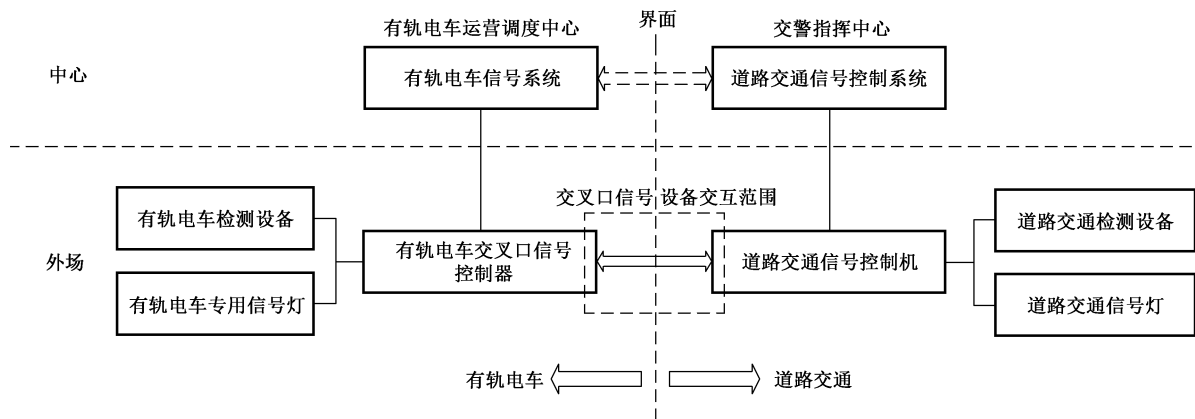 有轨电车运营调度中心
界面
交警指挥中心
中心
有轨电车信号系统
道路交通信号控制系统
交叉口信号 设备交互范围
有轨电车检测设备
道路交通检测设备
外场
有轨电车交叉口信号
控制器
道路交通信号控制机
有轨电车专用信号灯
道路交通信号灯
有轨电车
道路交通